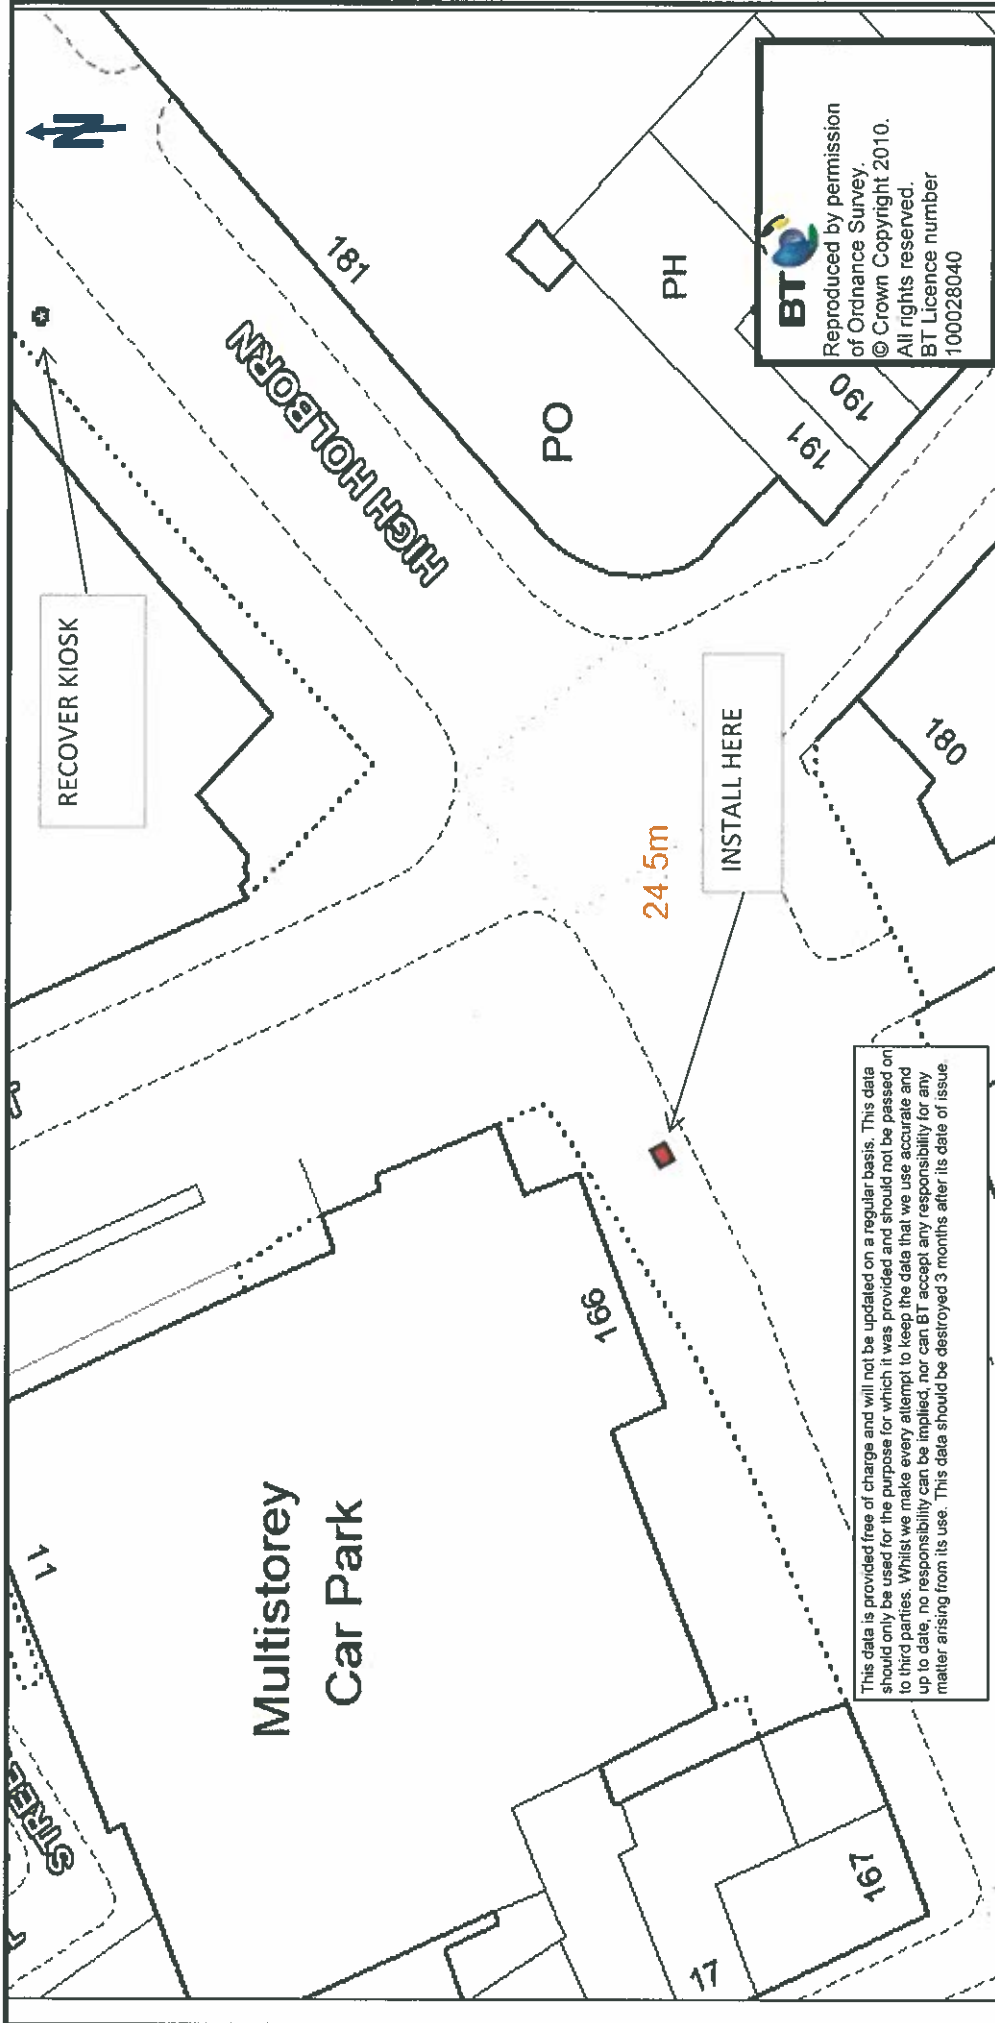 RECOVER KIOSK
N
HIGH HOLBORN
181
PO
PH
191
190
180
24.5m
INSTALL HERE
11
Multistorey
Car Park
166
167
17
BT
Reproduced by permission
of Ordnance Survey.
© Crown Copyright 2010.
All rights reserved.
BT Licence number
100028040
This data is provided free of charge and will not be updated on a regular basis. This data
should only be used for the purpose for which it was provided and should not be passed on
to third parties. Whilst we make every attempt to keep the data that we use accurate and
up to date, no responsibility can be implied, nor can BT accept any responsibility for any
matter arising from its use. This data should be destroyed 3 months after its date of issue.